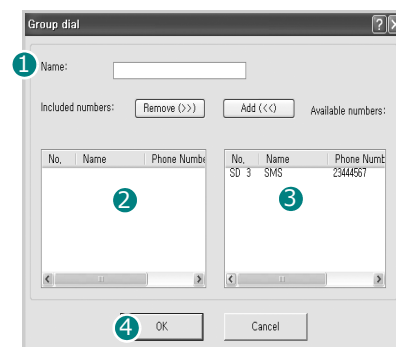 Group dial
1 Name:
Included numbers: Remove (>>) Add (<<) Available numbers:
No. Name Phone Numbe No. Name Phone Numb
SD 3 SMS 23444567
2 3
4 OK Cancel